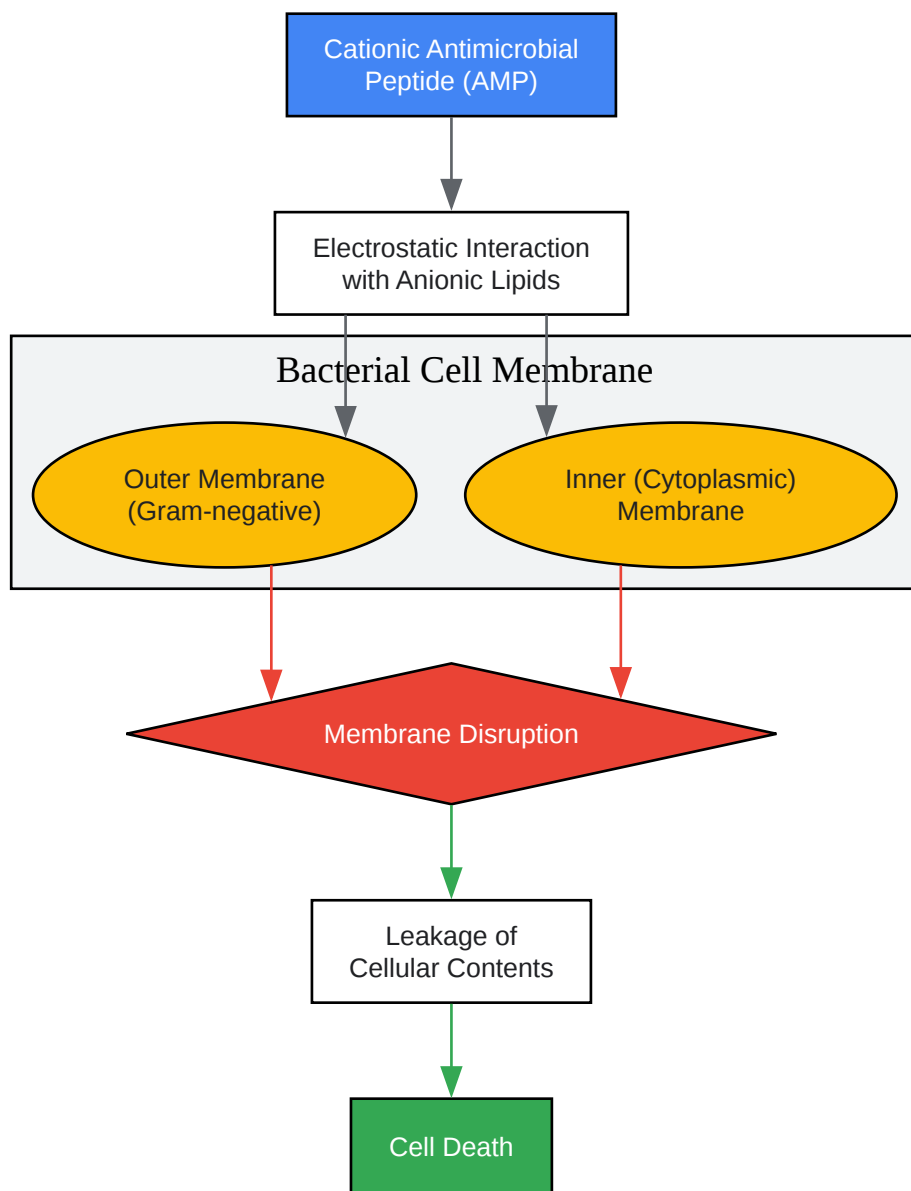 Cationic Antimicrobial
Peptide (AMP)
Electrostatic Interaction
with Anionic Lipids
Bacterial Cell Membrane
Outer Membrane
(Gram-negative)
Inner (Cytoplasmic)
Membrane
Membrane Disruption
Leakage of
Cellular Contents
Cell Death